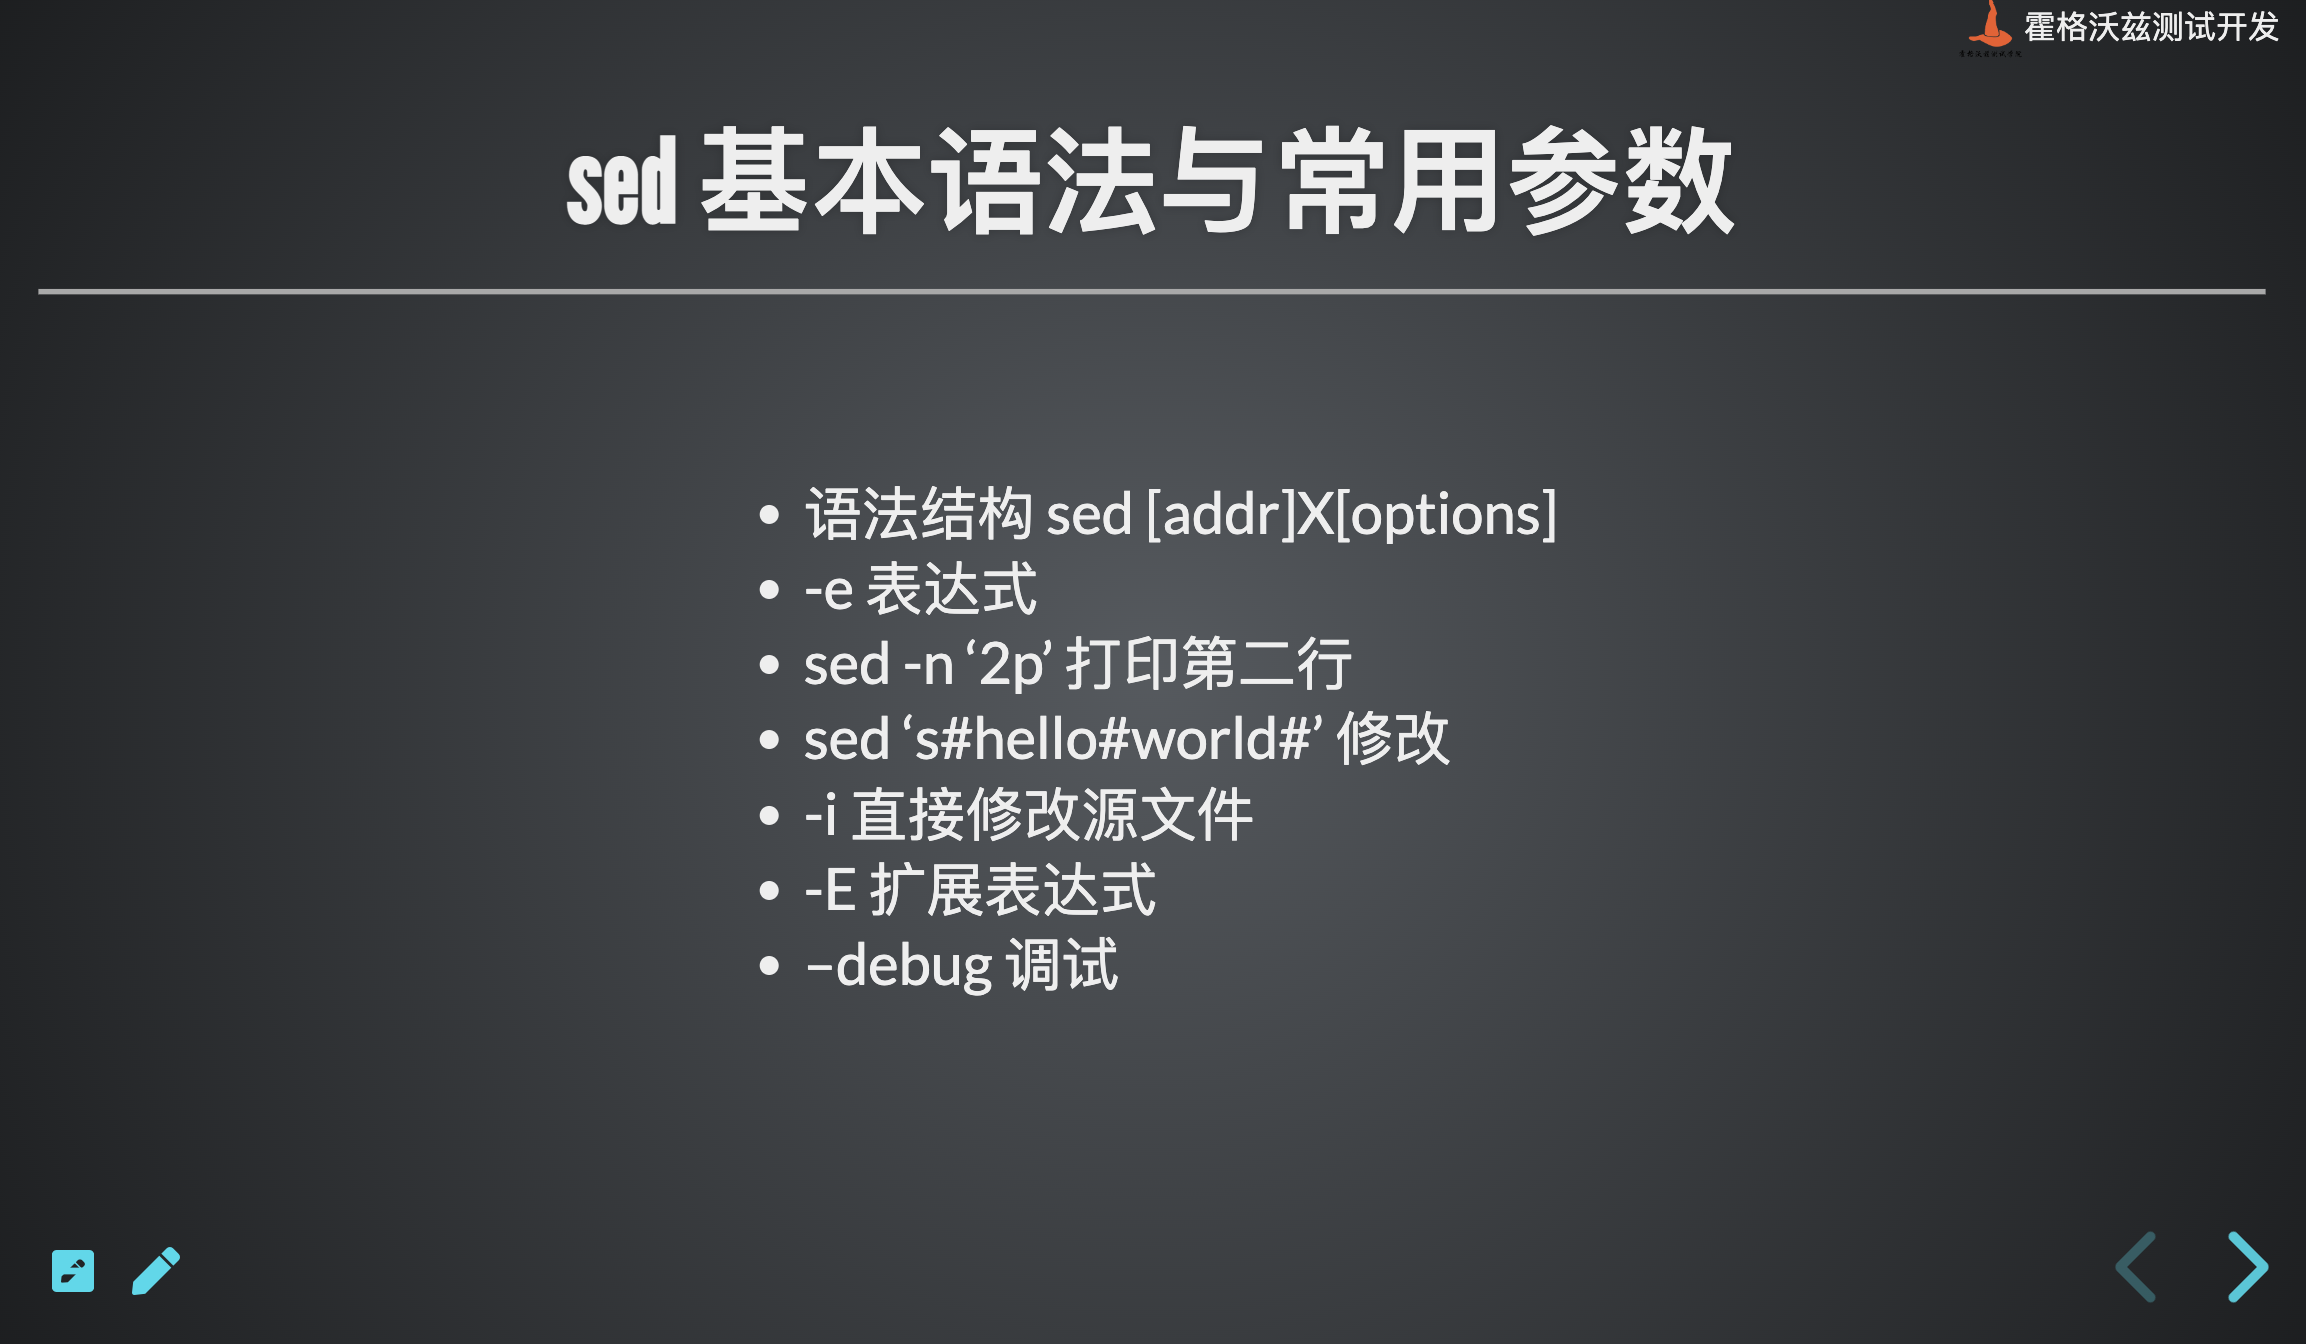 霍格沃兹测试开发
sed 基本语法与常用参数
语法结构 sed [addr]X[options]
-e 表达式
sed -n ‘2p’ 打印第二行
sed ‘s#hello#world#’ 修改
-i 直接修改源文件
-E 扩展表达式
–debug 调试